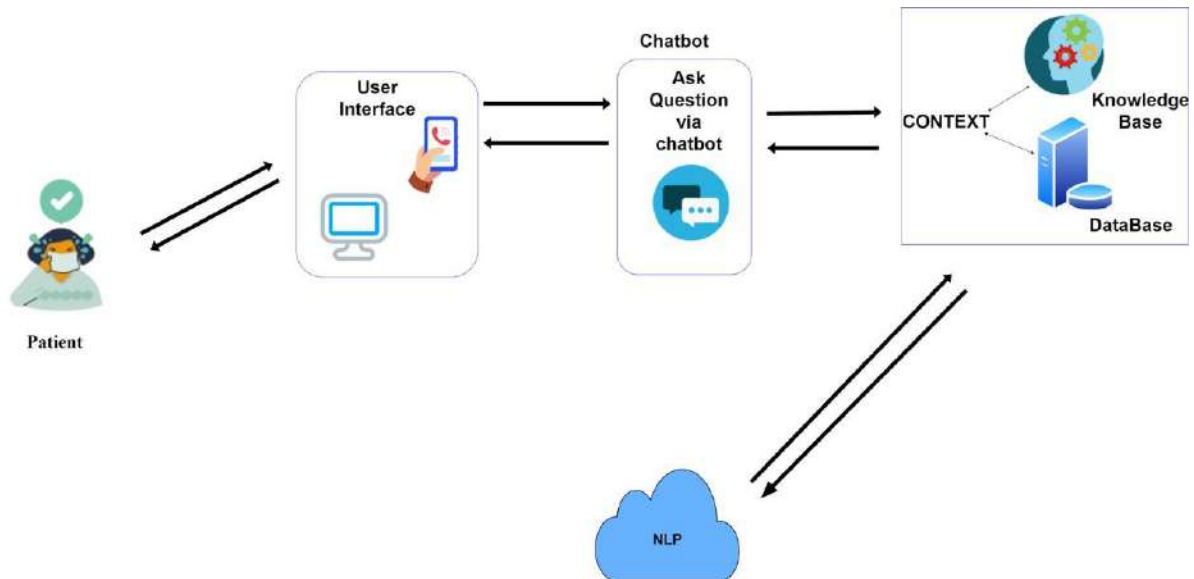 Chatbot
User
Interface
Ask
Question
via
chatbot
CONTEXT
Knowledge
Base
DataBase
Patient
NLP